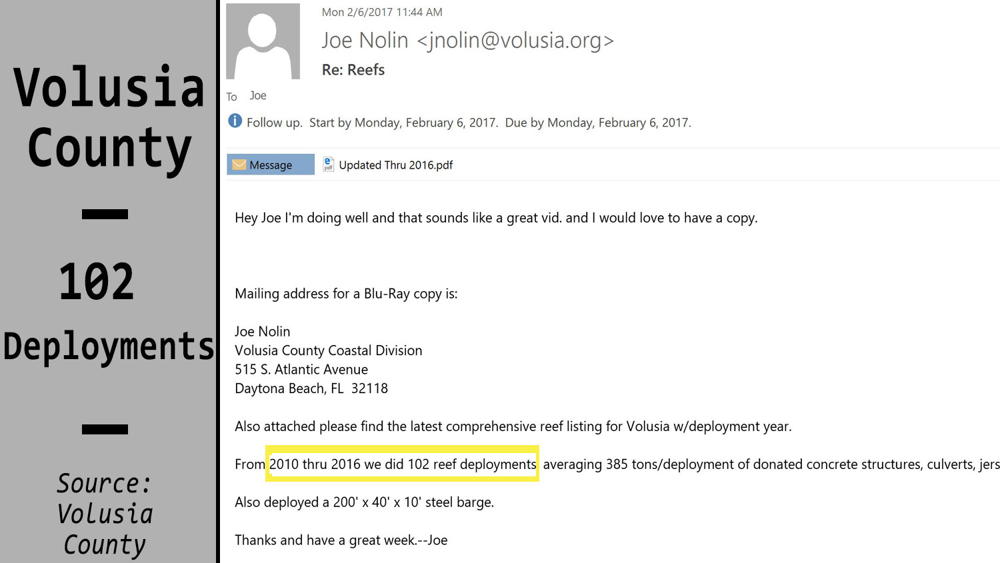 Volusia
County
102
Deployments
Source:
Volusia
County
Mon 2/6/2017 11:44 AM
Joe Nolin <jnolin@volusia.org>
Re: Reefs
To Joe
Follow up. Start by Monday, February 6, 2017. Due by Monday, February 6, 2017.
Message Updated Thru 2016.pdf
Hey Joe I'm doing well and that sounds like a great vid. and I would love to have a copy.
Mailing address for a Blu-Ray copy is:
Joe Nolin
Volusia County Coastal Division
515 S. Atlantic Avenue
Daytona Beach, FL 32118
Also attached please find the latest comprehensive reef listing for Volusia w/deployment year.
From 2010 thru 2016 we did 102 reef deployments averaging 385 tons/deployment of donated concrete structures, culverts, jers
Also deployed a 200' x 40' x 10' steel barge.
Thanks and have a great week.--Joe